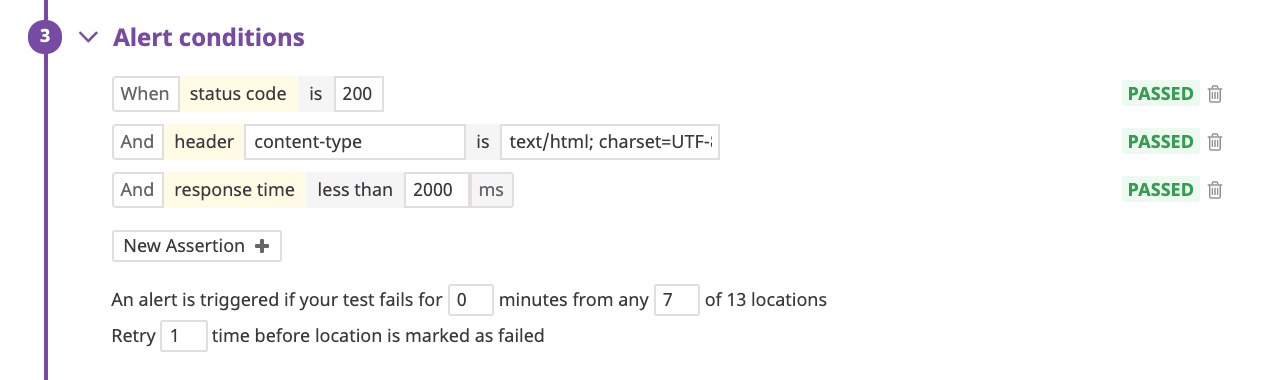 3 Alert conditions
When status code is 200 PASSED
And header content-type is text/html; charset=UTF- PASSED
And response time less than 2000 ms PASSED
New Assertion +
An alert is triggered if your test fails for 0 minutes from any 7 of 13 locations
Retry 1 time before location is marked as failed